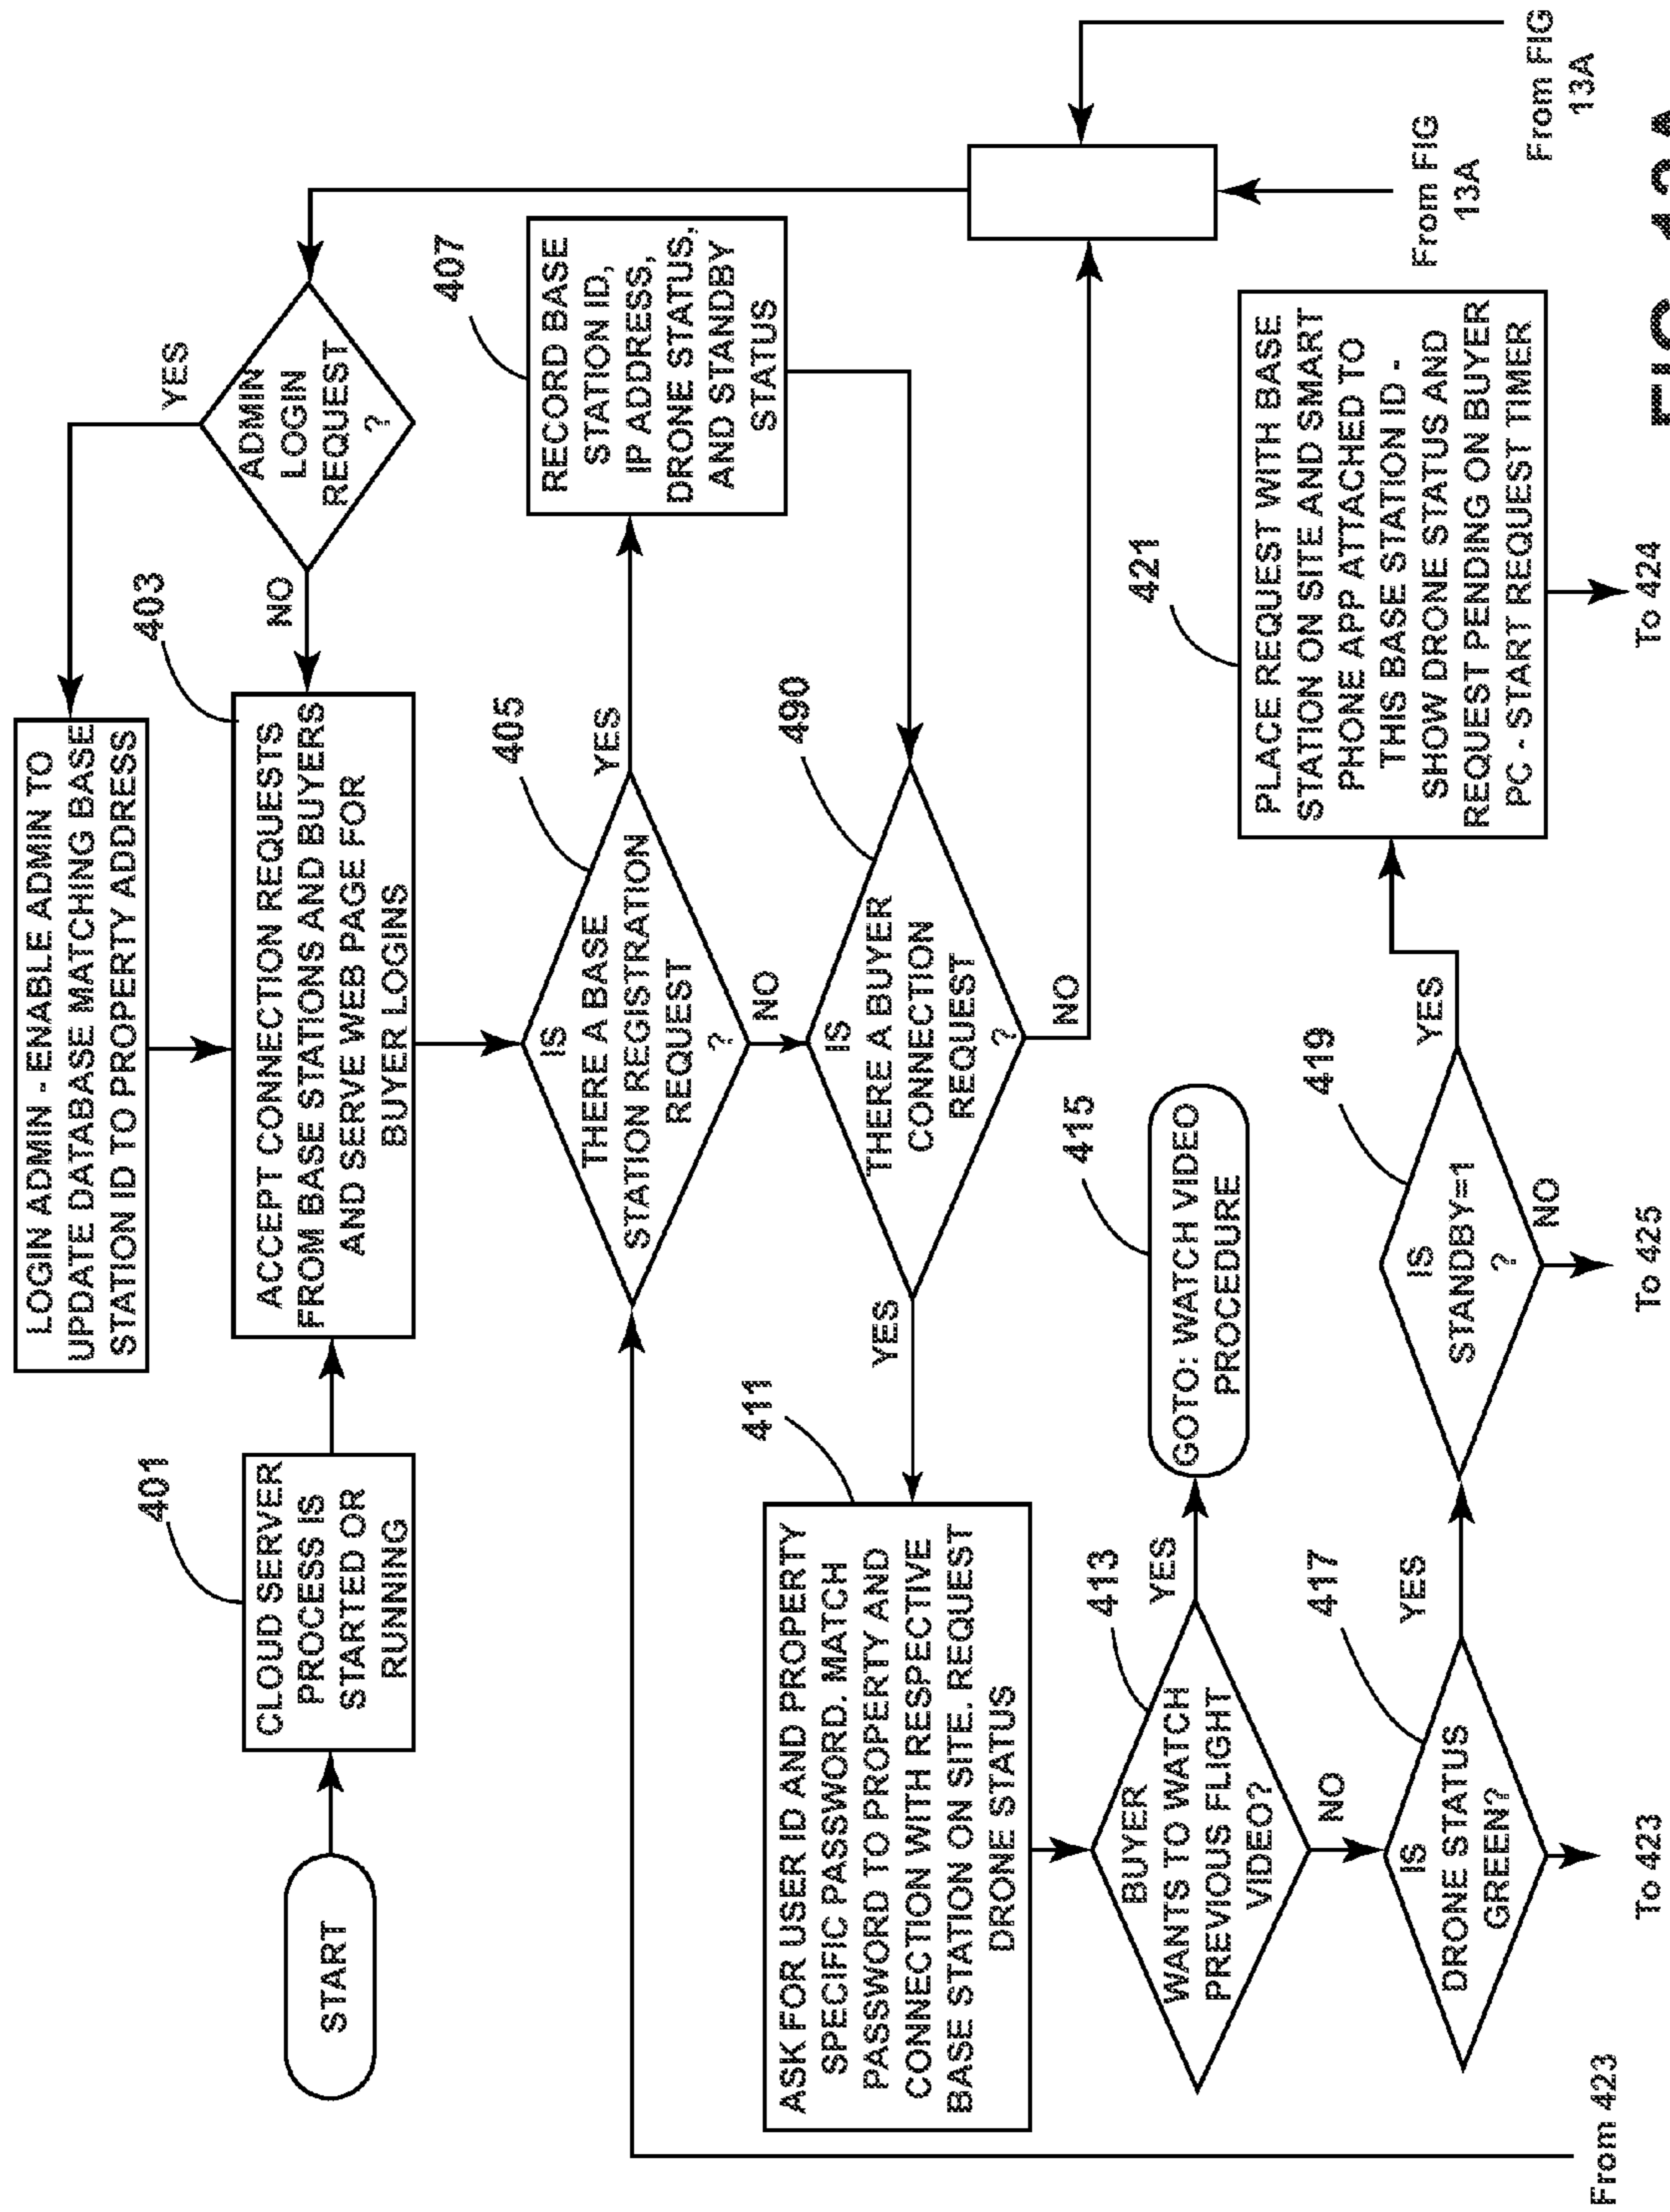 START
401
CLOUD SERVER
PROCESS IS
STARTED OR
RUNNING
LOGIN ADMIN - ENABLE ADMIN TO
UPDATE DATABASE MATCHING BASE
STATION ID TO PROPERTY ADDRESS
403
ACCEPT CONNECTION REQUESTS
FROM BASE STATIONS AND BUYERS
AND SERVE WEB PAGE FOR
BUYER LOGINS
NO
ADMIN
LOGIN
REQUEST
?
YES
405
IS
THERE A BASE
STATION REGISTRATION
REQUEST
?
YES
NO
407
RECORD BASE
STATION ID,
IP ADDRESS,
DRONE STATUS,
AND STANDBY
STATUS
490
IS
THERE A BUYER
CONNECTION
REQUEST
?
YES
NO
411
ASK FOR USER ID AND PROPERTY
SPECIFIC PASSWORD. MATCH
PASSWORD TO PROPERTY AND
CONNECTION WITH RESPECTIVE
BASE STATION ON SITE. REQUEST
DRONE STATUS
413
BUYER
WANTS TO WATCH
PREVIOUS FLIGHT
VIDEO?
YES
NO
415
GOTO: WATCH VIDEO
PROCEDURE
417
IS
DRONE STATUS
GREEN?
YES
419
IS
STANDBY=1
?
YES
NO
421
PLACE REQUEST WITH BASE
STATION ON SITE AND SMART
PHONE APP ATTACHED TO
THIS BASE STATION ID -
SHOW DRONE STATUS AND
REQUEST PENDING ON BUYER
PC - START REQUEST TIMER
From FIG
13A
From FIG
13A
From 423
To 423
To 425
To 424